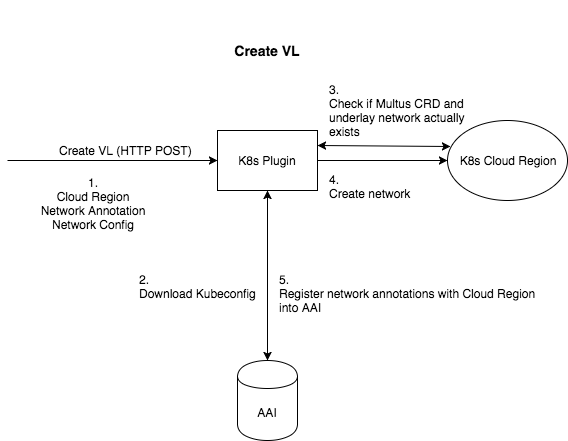 Create VL
3.
Check if Multus CRD and
underlay network actually
exists
Create VL (HTTP POST)
K8s Plugin
K8s Cloud Region
1.
Cloud Region
Network Annotation
Network Config
4.
Create network
2.
Download Kubeconfig
5.
Register network annotations with Cloud Region
into AAI
AAI